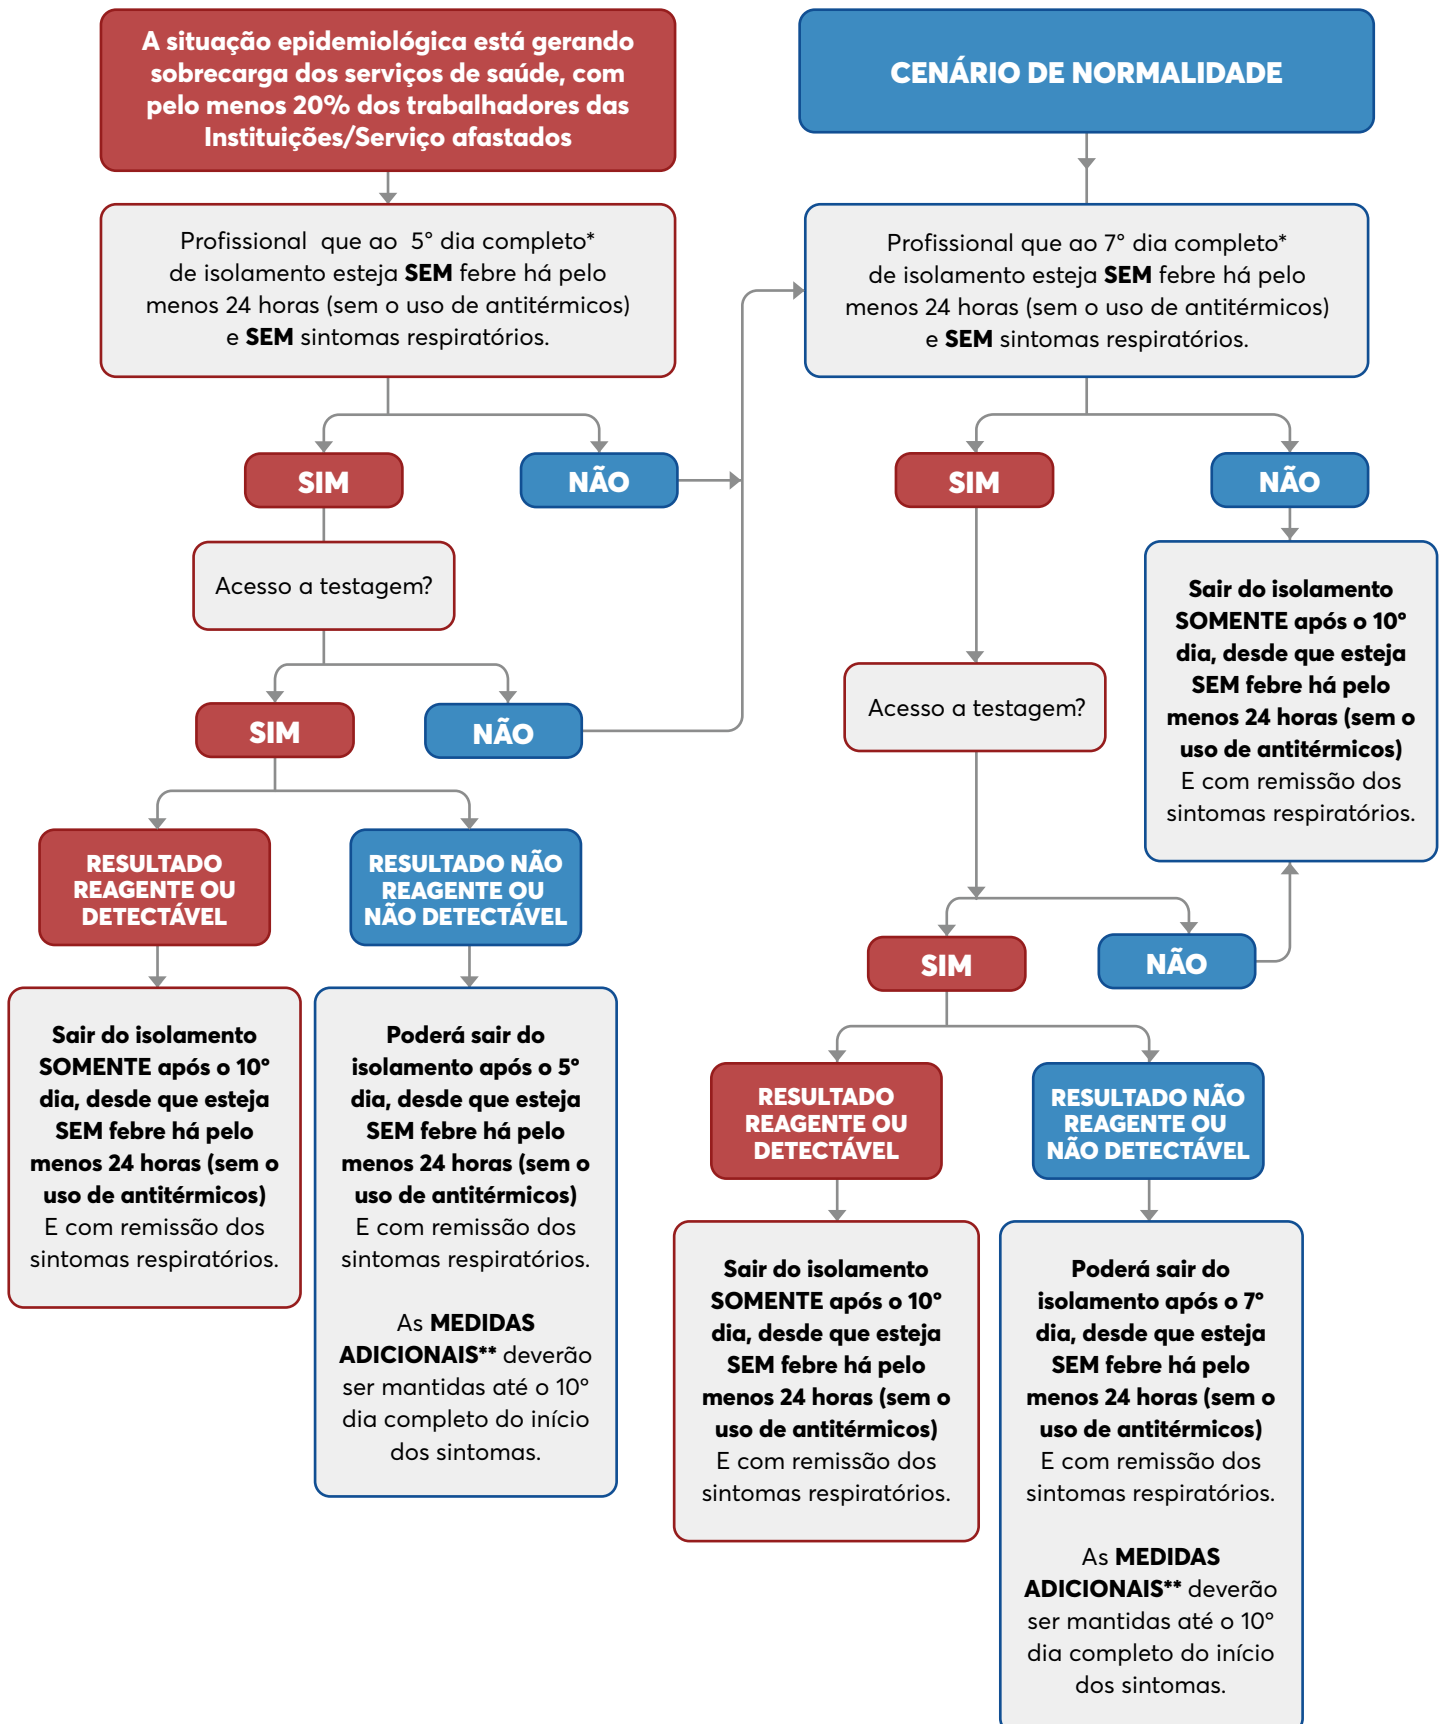 A situação epidemiológica está gerando
sobrecarga dos serviços de saúde, com
pelo menos 20% dos trabalhadores das
Instituições/Serviço afastados
Profissional que ao 5° dia completo*
de isolamento esteja SEM febre há pelo
menos 24 horas (sem o uso de antitérmicos)
e SEM sintomas respiratórios.
SIM
NÃO
Acesso a testagem?
SIM
NÃO
RESULTADO
REAGENTE OU
DETECTÁVEL
RESULTADO NÃO
REAGENTE OU
NÃO DETECTÁVEL
Sair do isolamento
SOMENTE após o 10°
dia, desde que esteja
SEM febre há pelo
menos 24 horas (sem o
uso de antitérmicos)
E com remissão dos
sintomas respiratórios.
Poderá sair do
isolamento após o 5°
dia, desde que esteja
SEM febre há pelo
menos 24 horas (sem o
uso de antitérmicos)
E com remissão dos
sintomas respiratórios.
As MEDIDAS
ADICIONAIS** deverão
ser mantidas até o 10°
dia completo do início
dos sintomas.
CENÁRIO DE NORMALIDADE
Profissional que ao 7° dia completo*
de isolamento esteja SEM febre há pelo
menos 24 horas (sem o uso de antitérmicos)
e SEM sintomas respiratórios.
SIM
NÃO
Sair do isolamento
SOMENTE após o 10°
dia, desde que esteja
SEM febre há pelo
menos 24 horas (sem o
uso de antitérmicos)
E com remissão dos
sintomas respiratórios.
Acesso a testagem?
SIM
NÃO
RESULTADO
REAGENTE OU
DETECTÁVEL
RESULTADO NÃO
REAGENTE OU
NÃO DETECTÁVEL
Sair do isolamento
SOMENTE após o 10°
dia, desde que esteja
SEM febre há pelo
menos 24 horas (sem o
uso de antitérmicos)
E com remissão dos
sintomas respiratórios.
Poderá sair do
isolamento após o 7°
dia, desde que esteja
SEM febre há pelo
menos 24 horas (sem o
uso de antitérmicos)
E com remissão dos
sintomas respiratórios.
As MEDIDAS
ADICIONAIS** deverão
ser mantidas até o 10°
dia completo do início
dos sintomas.